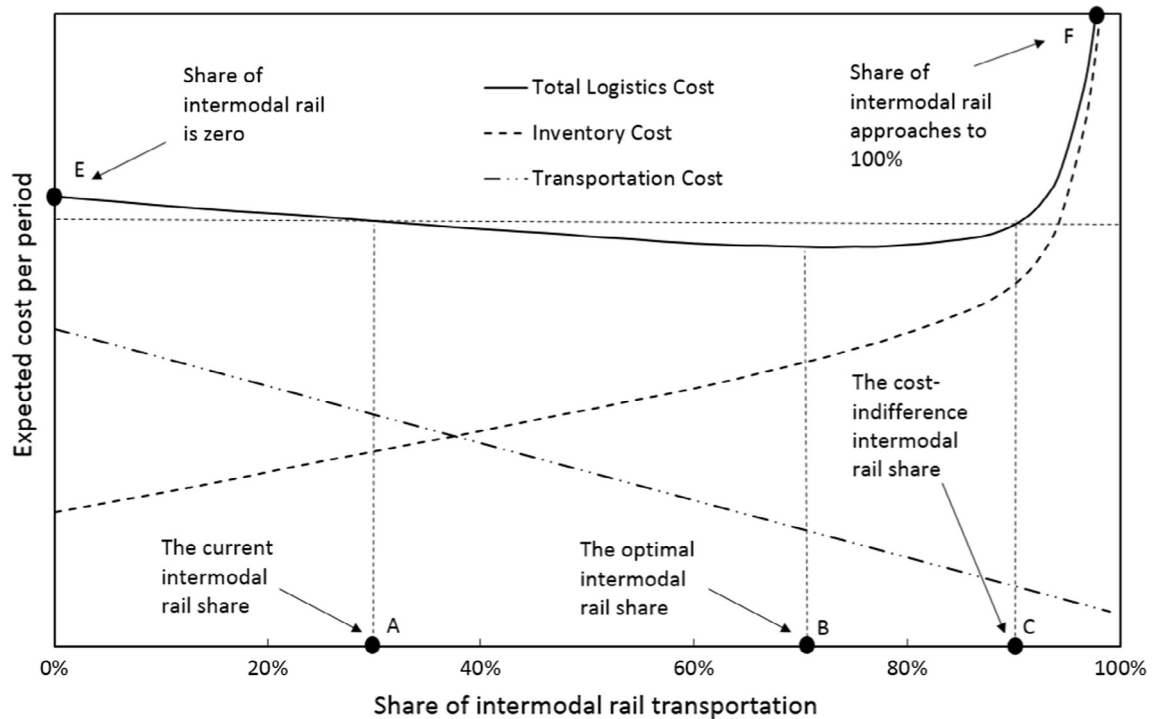 Expected cost per period
Share of
intermodal rail
is zero
E
Total Logistics Cost
Inventory Cost
Transportation Cost
F
Share of
intermodal rail
approaches to
100%
The cost-
indifference
intermodal
rail share
The current
intermodal
rail share
A
The optimal
intermodal
rail share
B
C
0%
20%
40%
60%
80%
100%
Share of intermodal rail transportation